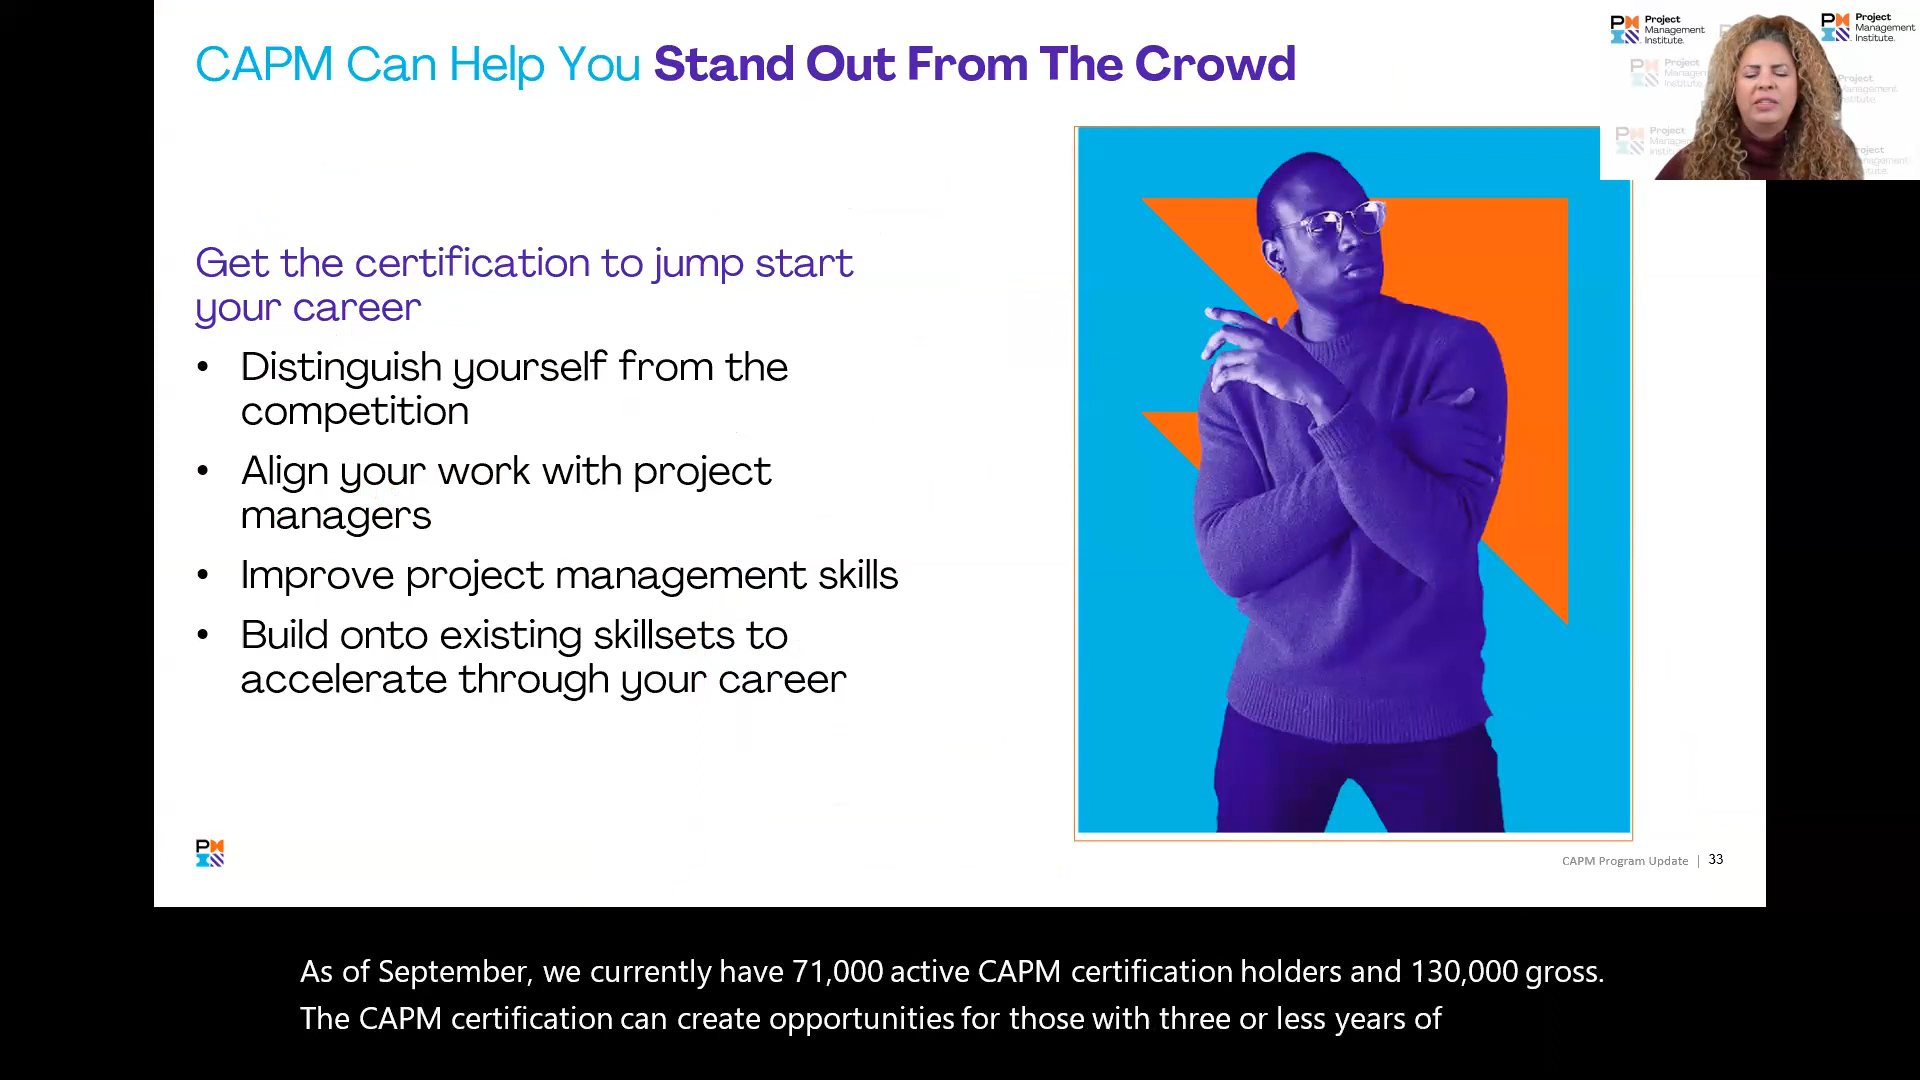 CAPM Can Help You Stand Out From The Crowd
Project
Management
Institute.
Project
Management
Institute.
Project
Institute
Project
Get the certification to jump start
your career
• Distinguish yourself from the
competition
• Align your work with project
managers
• Improve project management skills
• Build onto existing skillsets to
accelerate through your career
CAPM Program Update | 33
As of September, we currently have 71,000 active CAPM certification holders and 130,000 gross.
The CAPM certification can create opportunities for those with three or less years of